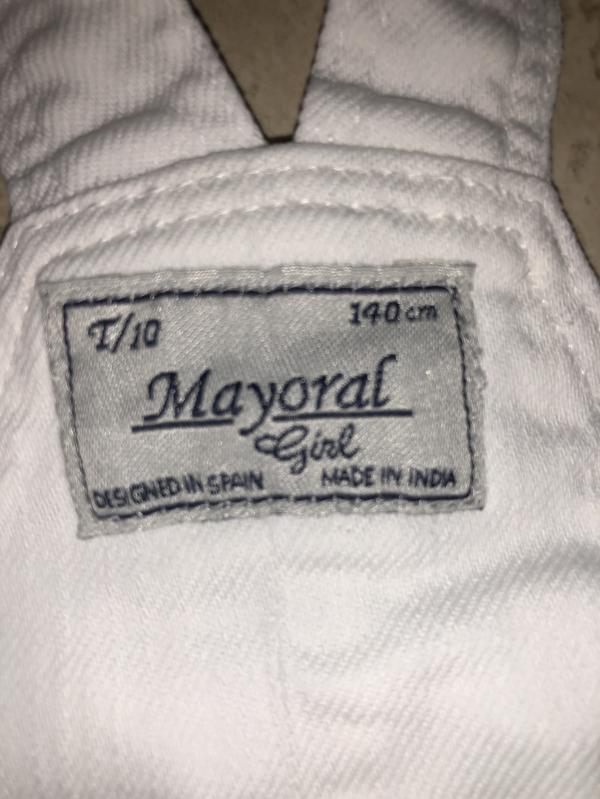 T/10 140 cm
Mayoral
Girl
DESIGNED IN SPAIN MADE IN INDIA